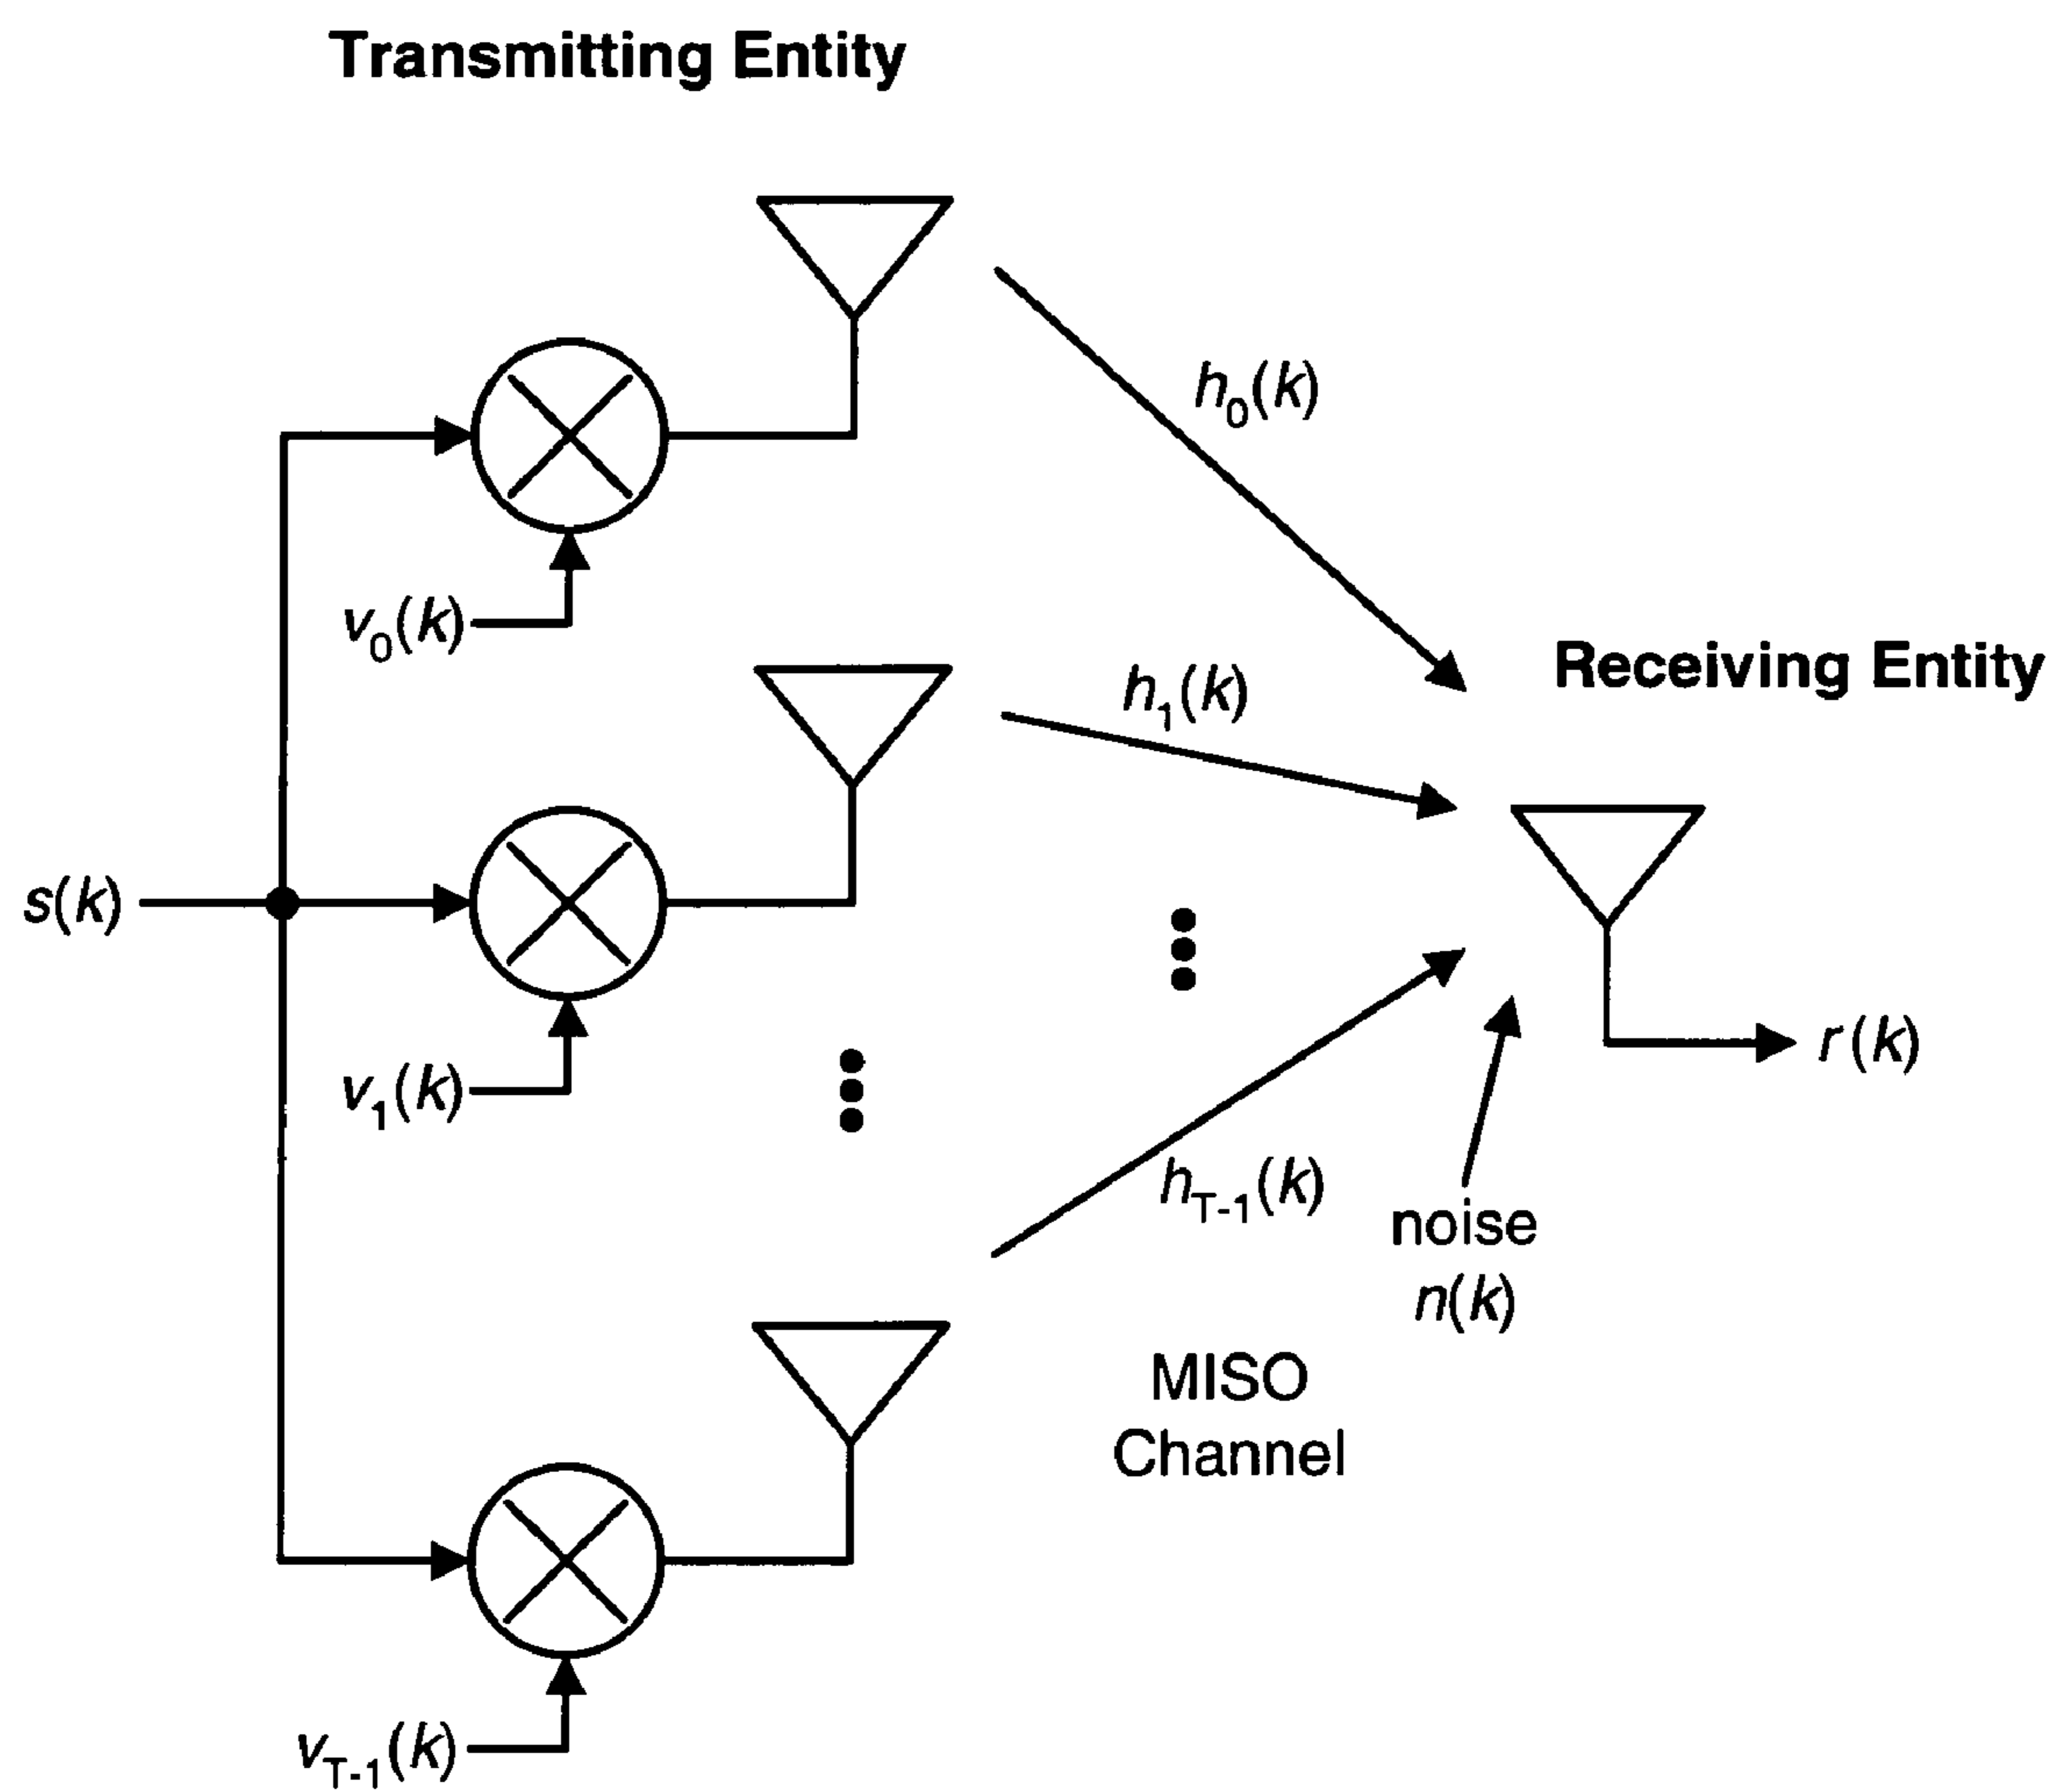 Transmitting Entity
h0(k)
v0(k)
Receiving Entity
h1(k)
s(k)
r(k)
v1(k)
hT-1(k)
noise
n(k)
MISO
Channel
vT-1(k)